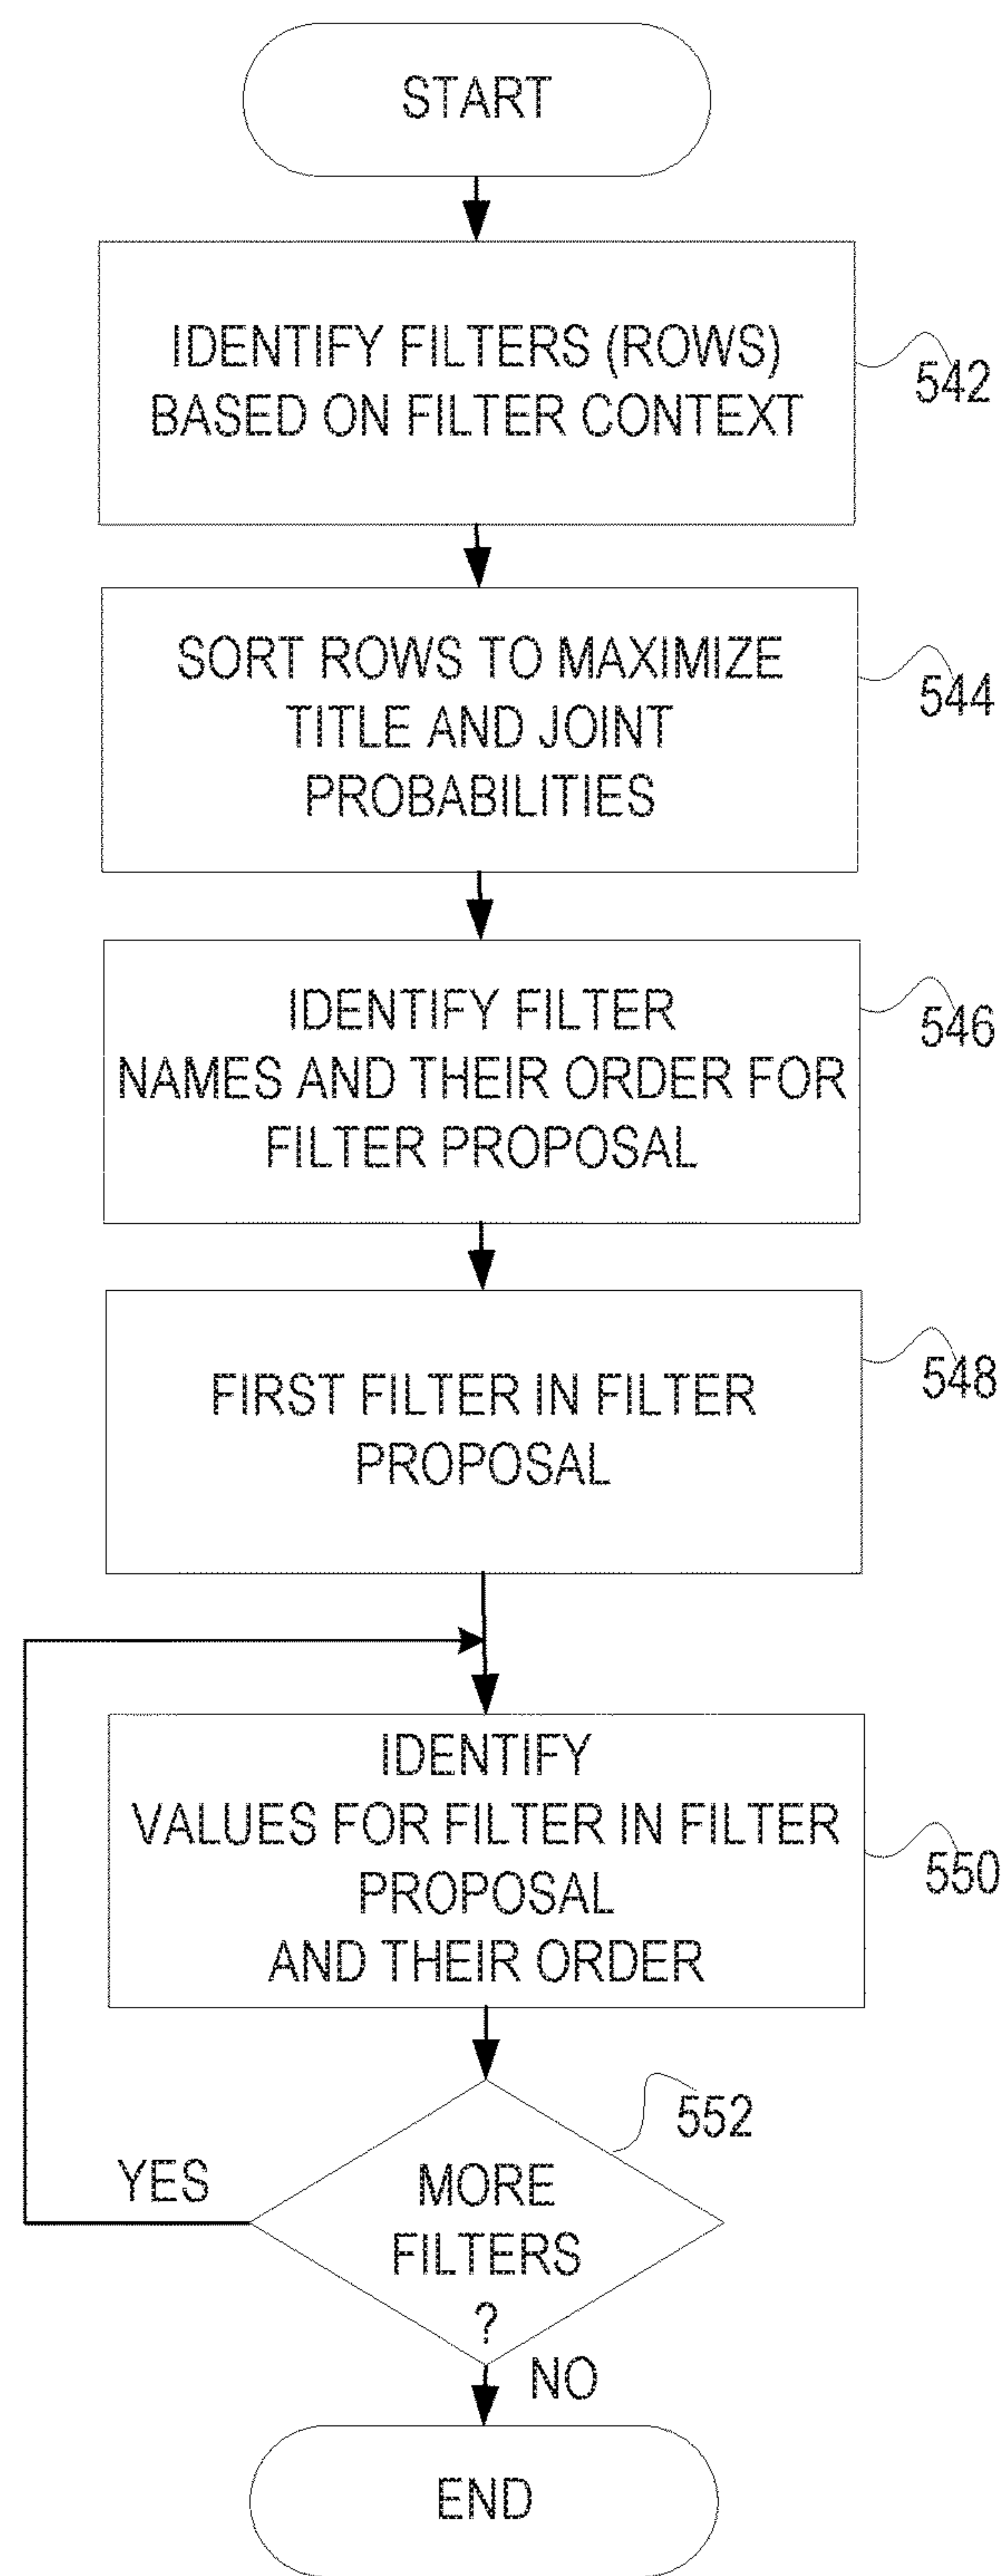 START
IDENTIFY FILTERS (ROWS)
BASED ON FILTER CONTEXT
542
SORT ROWS TO MAXIMIZE
TITLE AND JOINT
PROBABILITIES
544
IDENTIFY FILTER
NAMES AND THEIR ORDER FOR
FILTER PROPOSAL
546
FIRST FILTER IN FILTER
PROPOSAL
548
IDENTIFY
VALUES FOR FILTER IN FILTER
PROPOSAL
AND THEIR ORDER
550
552
YES
MORE
FILTERS
?
NO
END